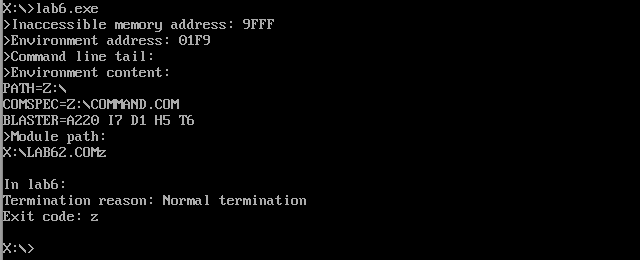 X:\>lab6.exe
>Inaccessible memory address: 9FFF
>Environment address: 01F9
>Command line tail:
>Environment content:
PATH=Z:\
COMSPEC=Z:\COMMAND.COM
BLASTER=A220 I7 D1 H5 T6
>Module path:
X:\LAB62.COMz
In lab6:
Termination reason: Normal termination
Exit code: z
X:\>